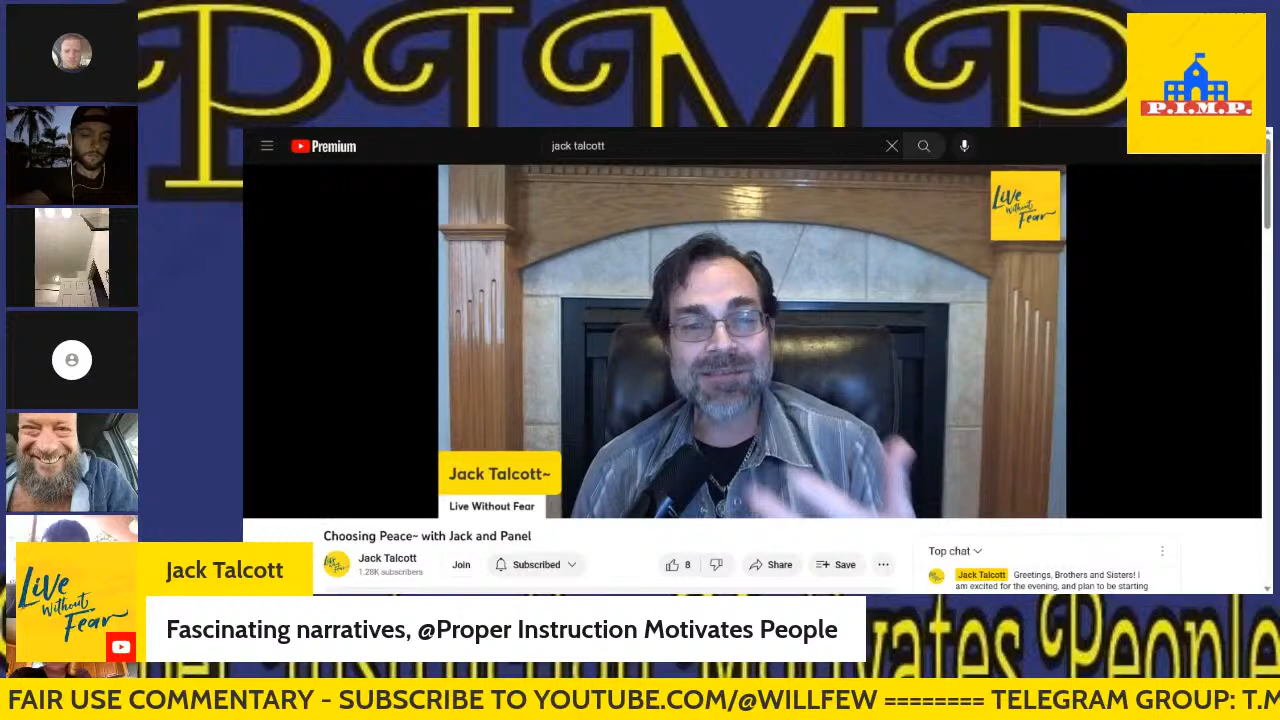 PIMP
P.I.M.P.
Premium
jack talcott
Live
Without
Fear
Jack Talcott~
Live Without Fear
Choosing Peace~ with Jack and Panel
Jack Talcott
1.28K subscribers
Join
Subscribed
8
Share
Save
Top chat
Jack Talcott Greetings, Brothers and Sisters! I
am excited for the evening, and plan to be starting
Live
Without
Fear
Jack Talcott
Fascinating narratives, @Proper Instruction Motivates People
Motivates People
FAIR USE COMMENTARY - SUBSCRIBE TO YOUTUBE.COM/@WILLFEW ======== TELEGRAM GROUP: T.M